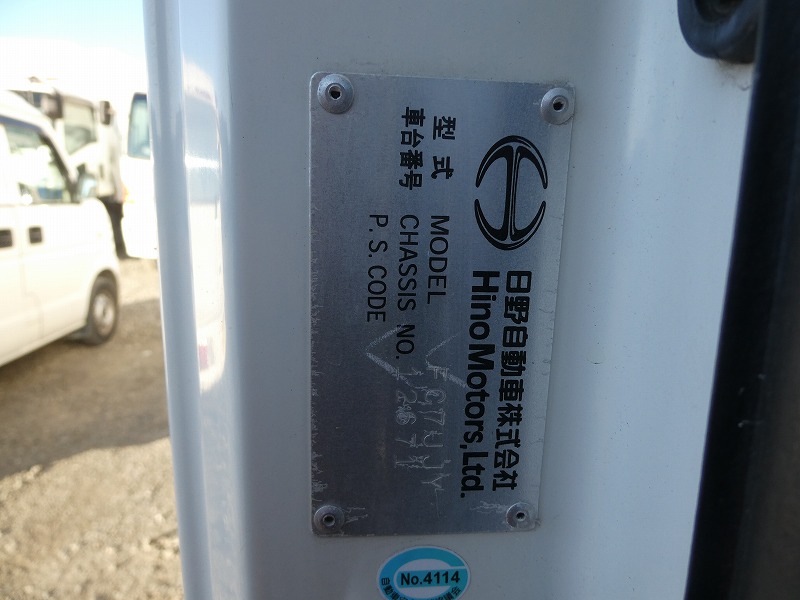 日野自動車株式会社
Hino Motors, Ltd.
型式 MODEL
車台番号 CHASSIS NO.
P. S. CODE
No.4114